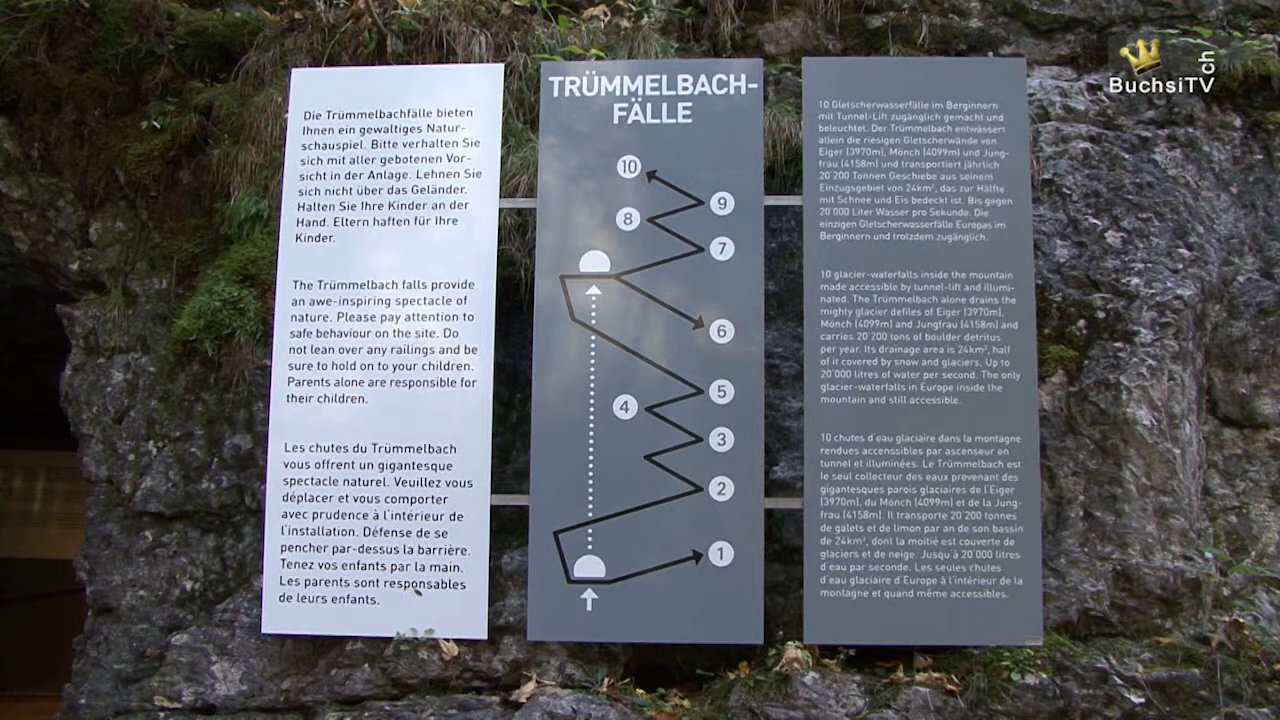 Die Trümmelbachfälle bieten
Ihnen ein gewaltiges Natur-
schauspiel. Bitte verhalten Sie
sich mit aller gebotenen Vor-
sicht in der Anlage. Lehnen Sie
sich nicht über das Geländer.
Halten Sie Ihre Kinder an der
Hand. Eltern haften für Ihre
Kinder.
The Trümmelbach falls provide
an awe-inspiring spectacle of
nature. Please pay attention to
safe behaviour on the site. Do
not lean over any railings and be
sure to hold on to your children.
Parents alone are responsible for
their children.
Les chutes du Trümmelbach
vous offrent un gigantesque
spectacle naturel. Veuillez vous
déplacer et vous comporter
avec prudence à l'intérieur de
l'installation. Défense de se
pencher par-dessus la barrière.
Tenez vos enfants par la main.
Les parents sont responsables
de leurs enfants.
TRÜMMELBACH-
FÄLLE
10
9
8
7
6
5
4
3
2
1
10 Gletscherwasserfälle im Berginnern
mit Tunnel-Lift zugänglich gemacht und
beleuchtet. Der Trümmelbach entwässert
allein die riesigen Gletscherwände von
Eiger (3970m), Mönch (4099m) und Jung-
frau (4158m) und transportiert jährlich
20'200 Tonnen Geschiebe aus seinem
Einzugsgebiet von 24km², das zur Hälfte
mit Schnee und Eis bedeckt ist. Bis gegen
20'000 Liter Wasser pro Sekunde. Die
einzigen Gletscherwasserfälle Europas im
Berginnern und trotzdem zugänglich.
10 glacier-waterfalls inside the mountain
made accessible by tunnel-lift and illumi-
nated. The Trümmelbach alone drains the
mighty glacier defiles of Eiger (3970m),
Mönch (4099m) and Jungfrau (4158m) and
carries 20'200 tons of boulder detritus
per year. Its drainage area is 24km², half
of it covered by snow and glaciers. Up to
20'000 litres of water per second. The only
glacier-waterfalls in Europe inside the
mountain and still accessible.
10 chutes d'eau glaciaire dans la montagne
rendues accenssibles par ascenseur en
tunnel et illuminées. Le Trümmelbach est
le seul collecteur des eaux provenant des
gigantesques parois glaciaires de l'Eiger
(3970m), du Mönch (4099m) et de la Jung-
frau (4158m). Il transporte 20'200 tonnes
de galets et de limon par an de son bassin
de 24km², dont la moitié est couverte de
glaciers et de neige. Jusqu'à 20'000 litres
d'eau par seconde. Les seules chutes
d'eau glaciaire d'Europe à l'intérieur de la
montagne et quand même accessibles.
BuchsiTV
ch